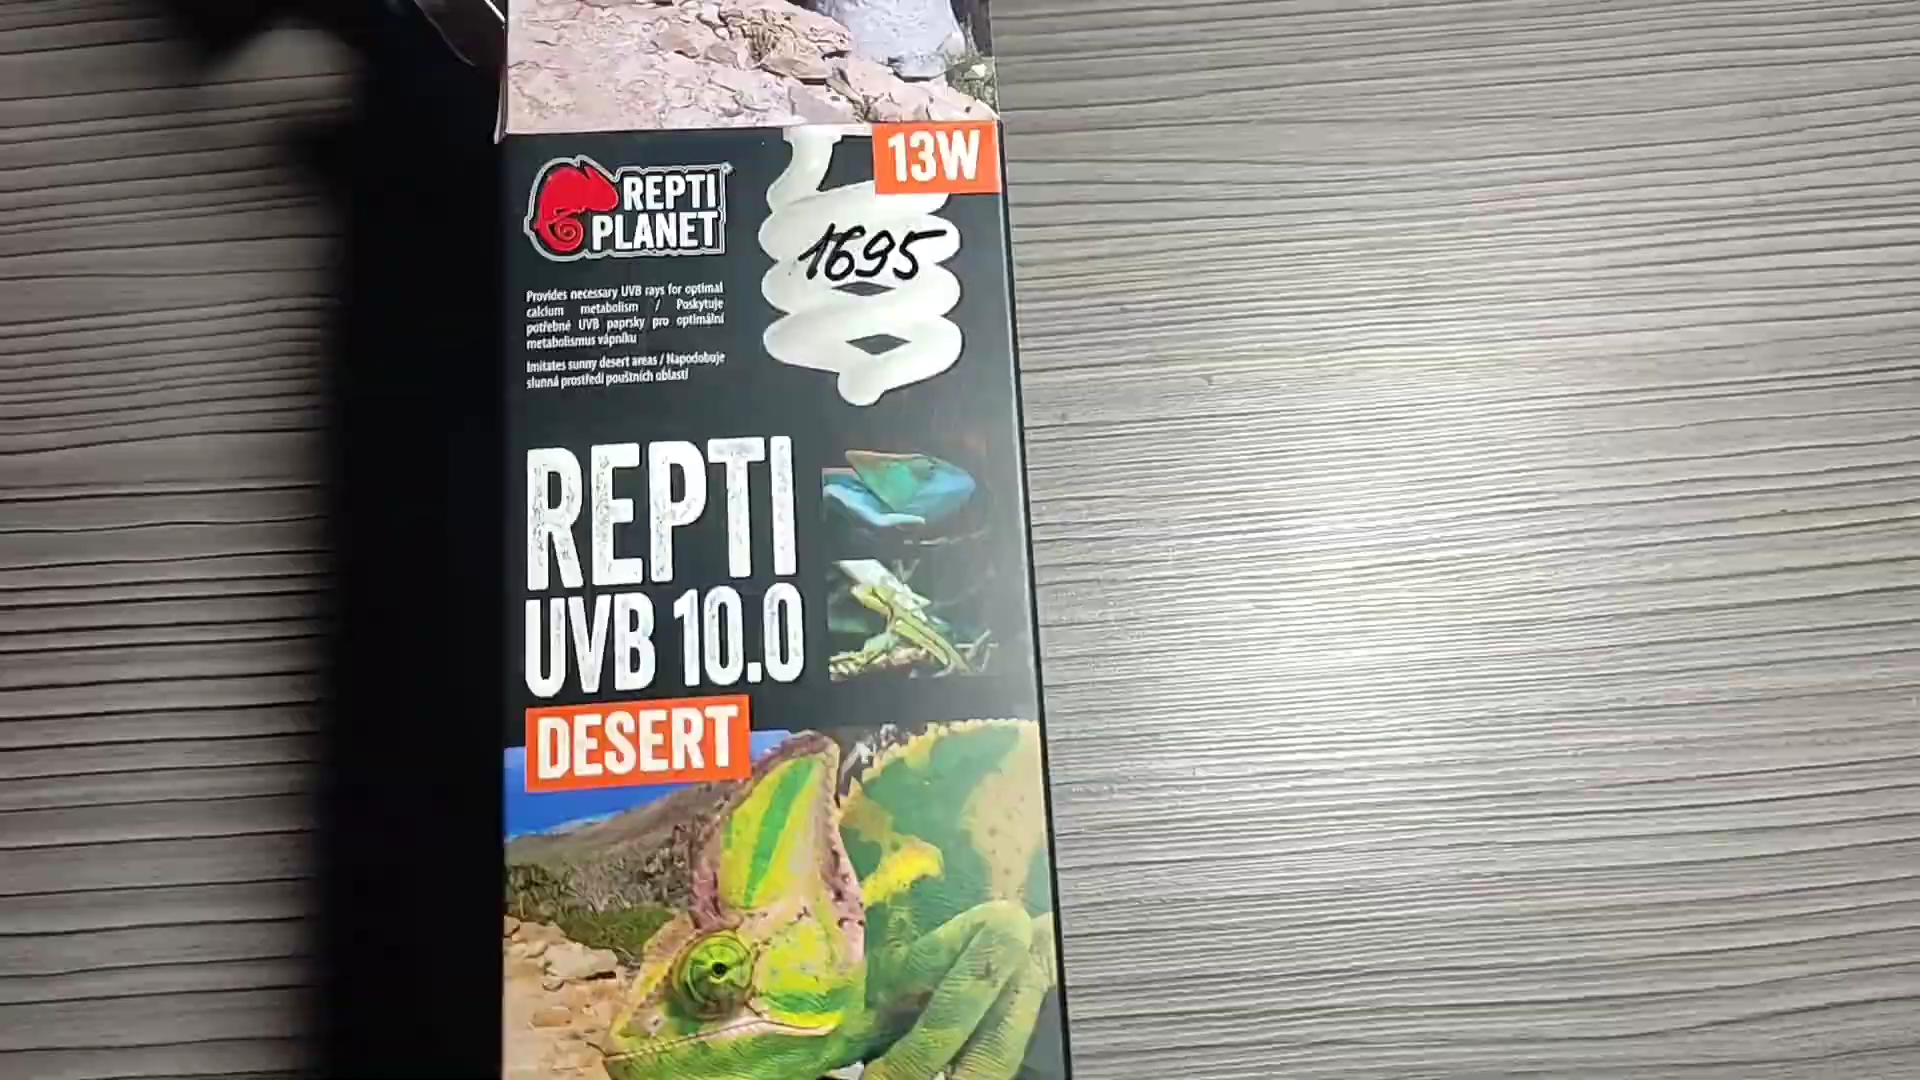 13W
REPTI
PLANET
1695
Provides necessary UVB rays for optimal
calcium metabolism / Poskytuje
potřebné UVB paprsky pro optimální
metabolismus vápníku
Imitates sunny desert areas / Napodobuje
slunná prostředí pouštních oblastí
REPTI
UVB 10.0
DESERT